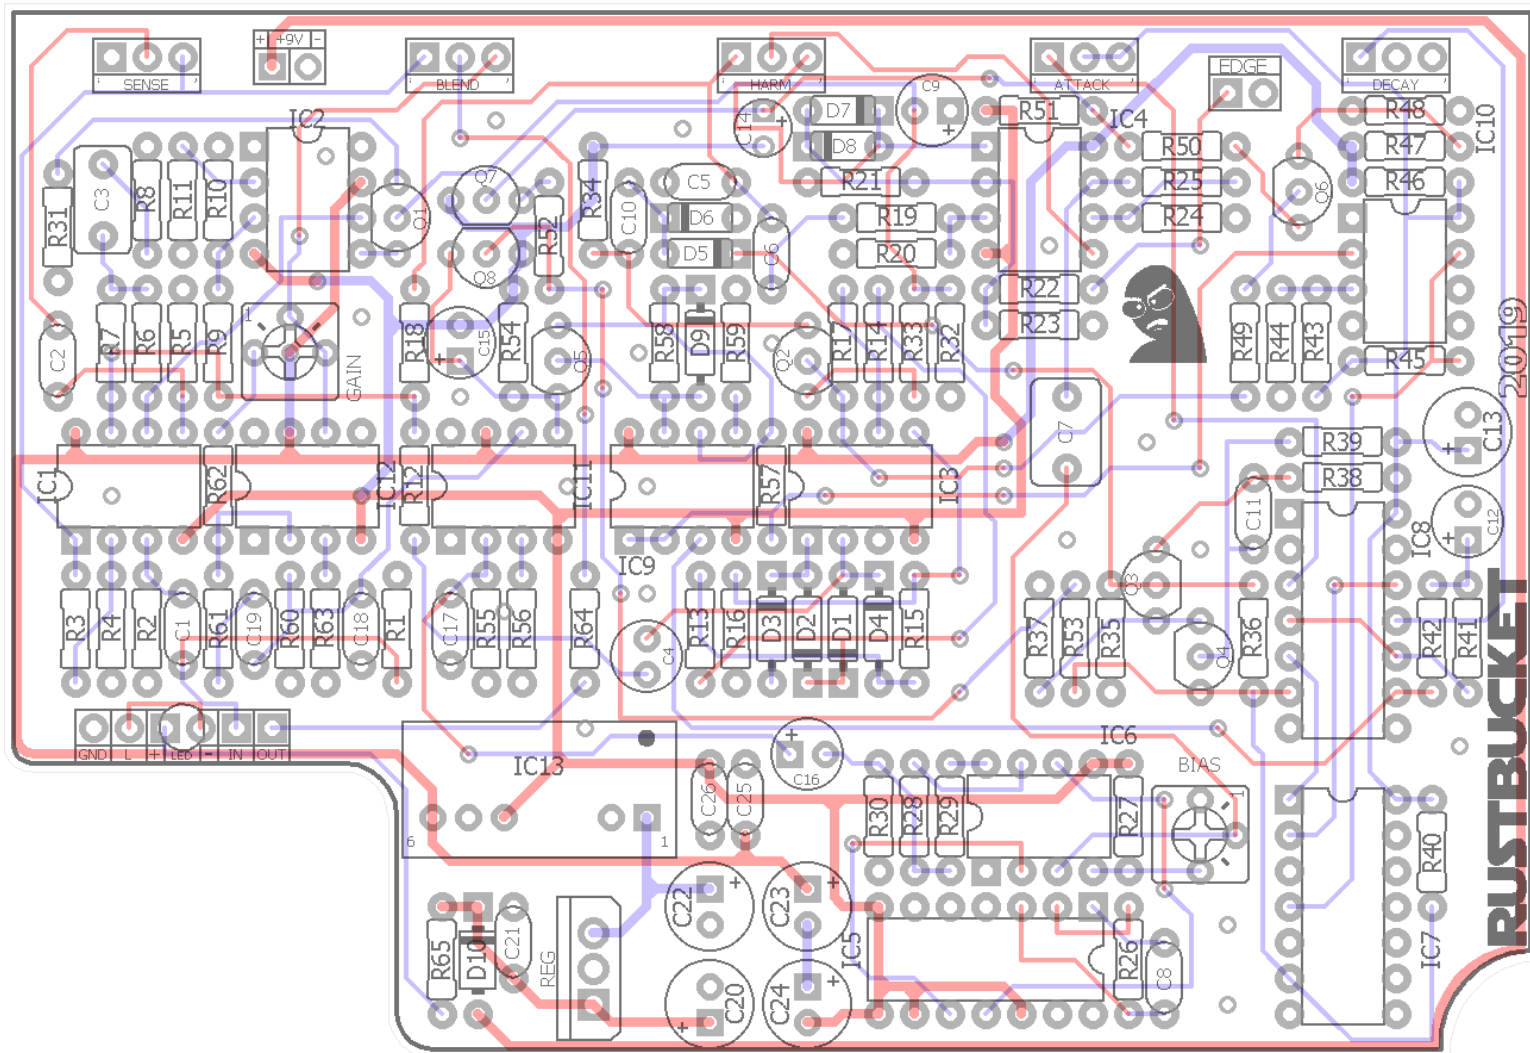 + +9V -
SENSE
BLEND
HARM
ATTACK
EDGE
DECAY
IC2
C14
+
D7
D8
C9
+
R51
IC4
R50
R48
R47
R46
IC10
R31
C3
R8
R11
R10
Q1
Q7
Q8
R52
R34
C10
C5
D6
D5
C6
R21
R19
R20
R25
R24
Q6
R22
R23
C2
R7
R6
R5
R9
1
GAIN
R18
C15
+
R54
Q5
R58
D9
R59
Q2
R17
R14
R33
R32
C7
R49
R44
R43
R45
2019
C13
+
IC1
R62
IC12
R12
IC11
R57
IC3
R39
R38
C11
IC8
C12
+
IC9
R3
R4
R2
C1
R61
C19
R60
R63
C18
R1
C17
R55
R56
R64
C4
R13
R16
D3
D2
D1
D4
R15
R37
R53
R35
Q3
Q4
R36
R42
R41
GND L + LED - IN OUT
IC13
6
1
C26
C25
+
C16
R30
R28
R29
IC6
R27
BIAS
1
R40
RUSTBUCKET
R65
D10
C21
REG
C22
+
C23
+
C20
+
C24
+
IC5
R26
C8
IC7